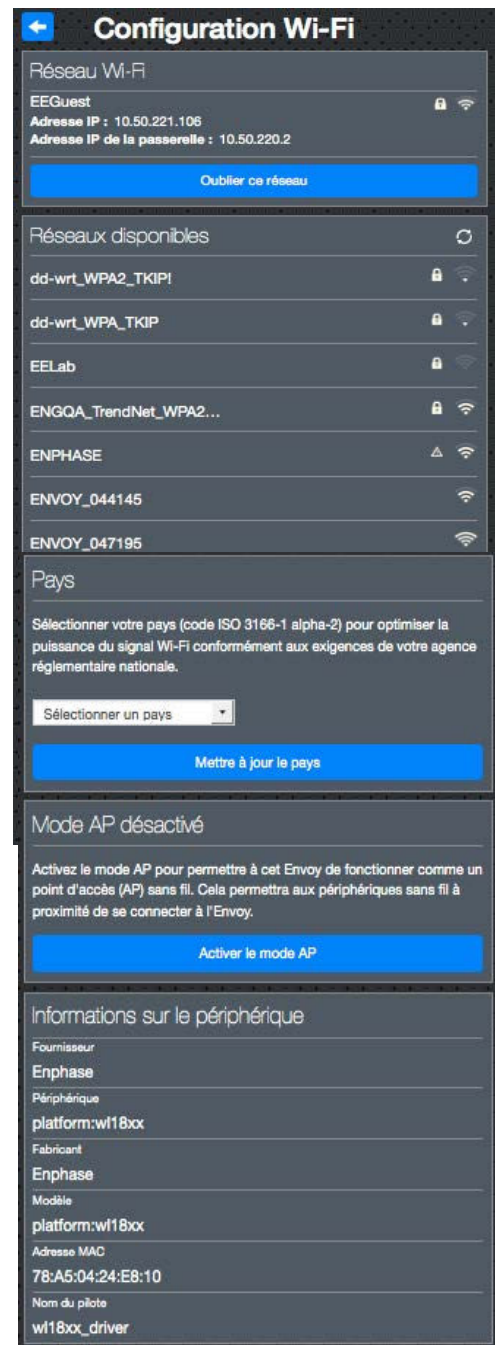 Configuration Wi-Fi
Réseau Wi-Fi
EEGuest
Adresse IP : 10.50.221.106
Adresse IP de la passerelle : 10.50.220.2
Oublier ce réseau
Réseaux disponibles
dd-wrt_WPA2_TKIP!
dd-wrt_WPA_TKIP
EELab
ENGQA_TrendNet_WPA2...
ENPHASE
ENVOY_044145
ENVOY_047195
Pays
Sélectionner votre pays (code ISO 3166-1 alpha-2) pour optimiser la
puissance du signal Wi-Fi conformément aux exigences de votre agence
réglementaire nationale.
Sélectionner un pays
Mettre à jour le pays
Mode AP désactivé
Activez le mode AP pour permettre à cet Envoy de fonctionner comme un
point d'accès (AP) sans fil. Cela permettra aux périphériques sans fil à
proximité de se connecter à l'Envoy.
Activer le mode AP
Informations sur le périphérique
Fournisseur
Enphase
Périphérique
platform:wl18xx
Fabricant
Enphase
Modèle
platform:wl18xx
Adresse MAC
78:A5:04:24:E8:10
Nom du pilote
wl18xx_driver